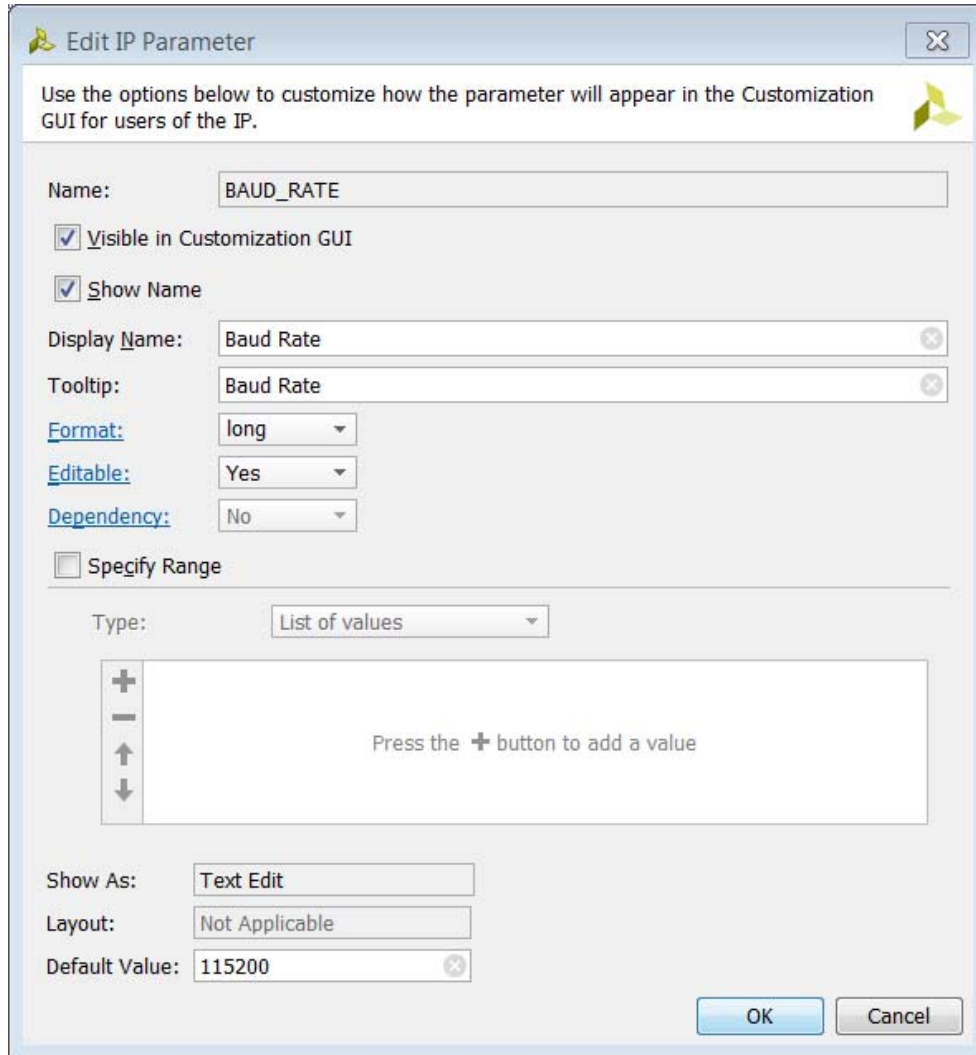 Edit IP Parameter
Use the options below to customize how the parameter will appear in the Customization
GUI for users of the IP.
Name: BAUD_RATE
Visible in Customization GUI
Show Name
Display Name: Baud Rate
Tooltip: Baud Rate
Format: long
Editable: Yes
Dependency: No
Specify Range
Type: List of values
Press the + button to add a value
Show As: Text Edit
Layout: Not Applicable
Default Value: 115200
OK Cancel